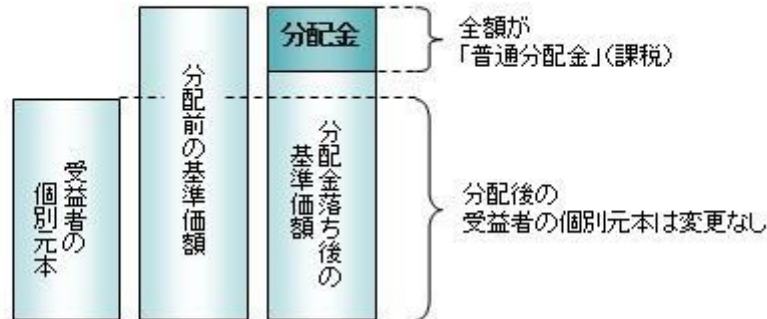 受益者の
個別元本
分配前の基準価額
分配金
分配金落ち後の
基準価額
全額が
「普通分配金」(課税)
分配後の
受益者の個別元本は変更なし